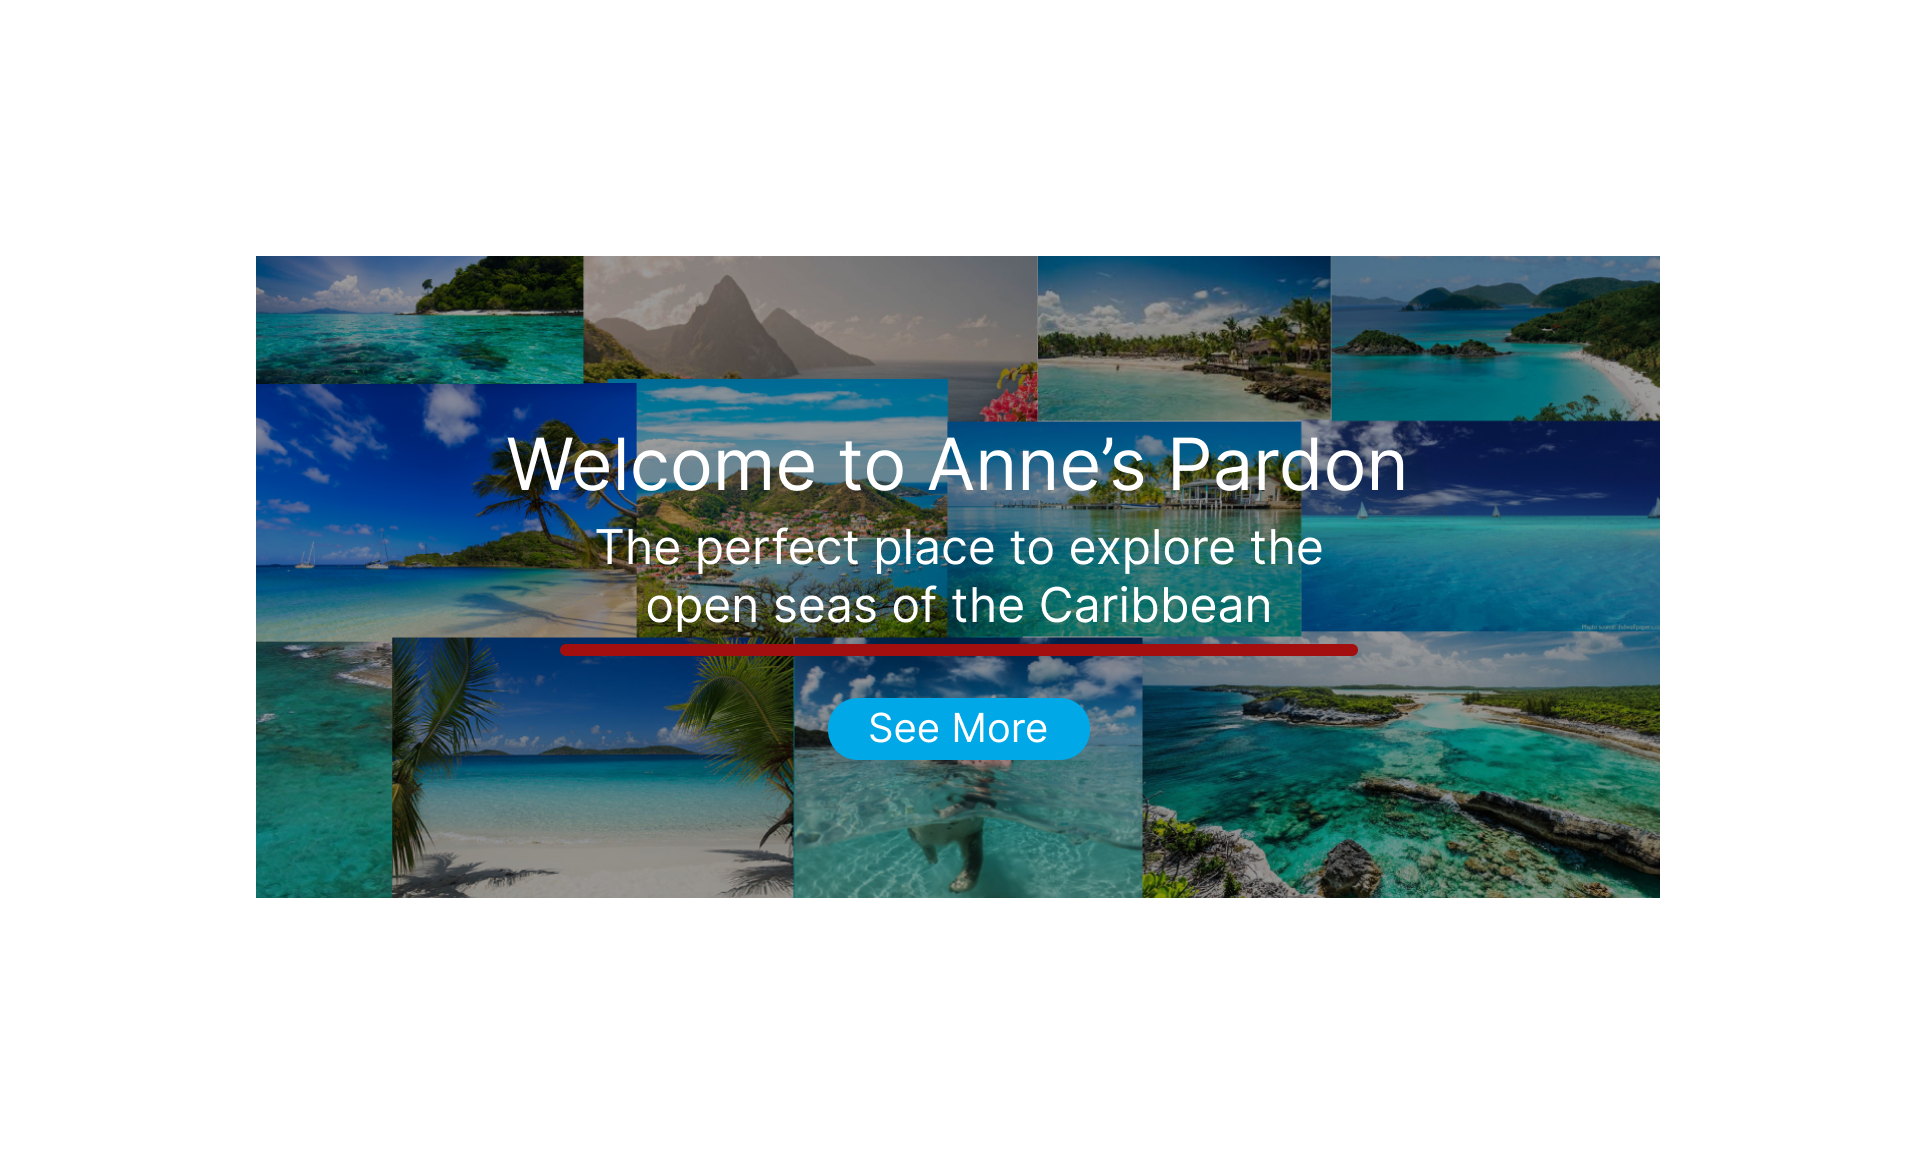 Welcome to Anne’s Pardon
The perfect place to explore the
open seas of the Caribbean
See More